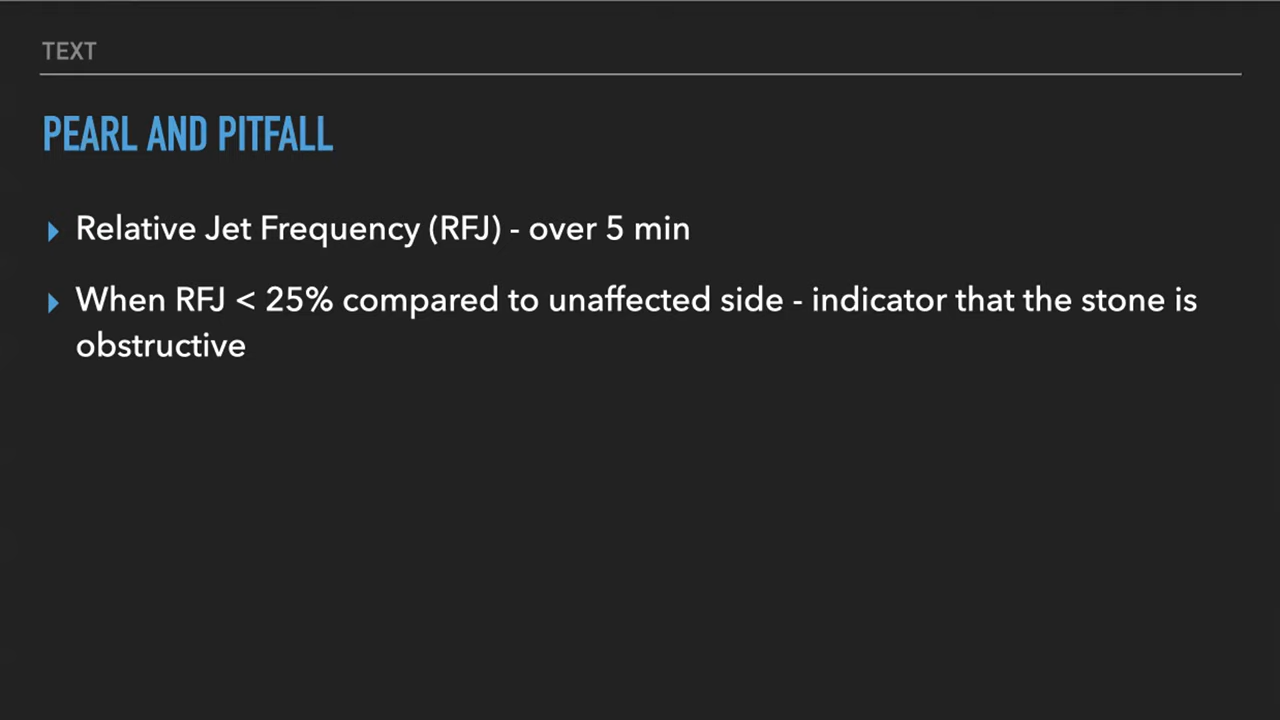 TEXT
PEARL AND PITFALL
Relative Jet Frequency (RFJ) - over 5 min
When RFJ < 25% compared to unaffected side - indicator that the stone is
obstructive